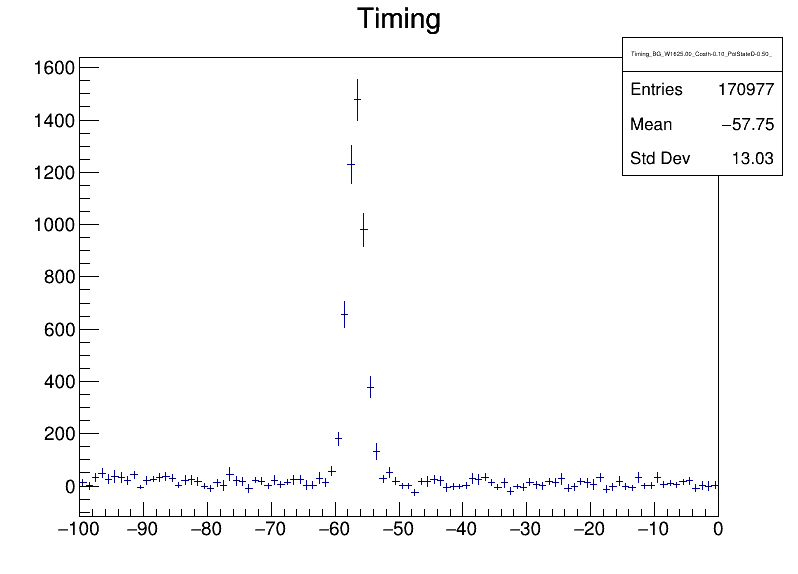 Timing
Timing_BG_W1625.00_Costh-0.10_PolStateD-0.50_
Entries 170977
Mean −57.75
Std Dev 13.03
1600
1400
1200
1000
800
600
400
200
0
−100 −90 −80 −70 −60 −50 −40 −30 −20 −10 0